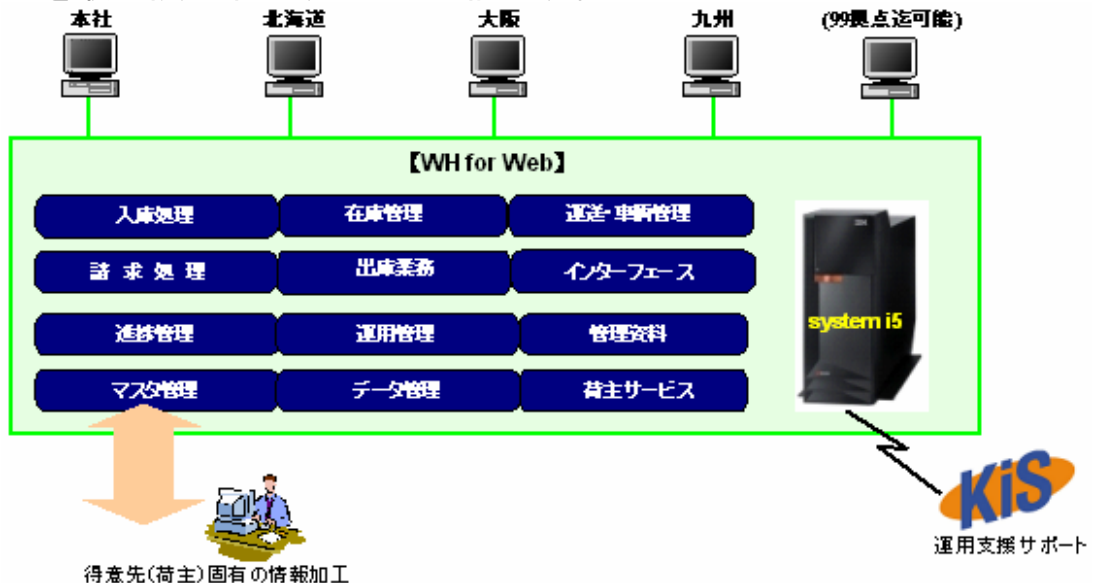 本社 北海道 大阪 九州 (99拠点迄可能)
【WH for Web】
入庫処理 在庫管理 運送・車輌管理
請 求 処 理 出庫業務 インターフェース
進捗管理 運用管理 管理資料
マスタ管理 データ管理 荷主サービス
system i5
KiS
運用支援サポート
得意先(荷主)固有の情報加工